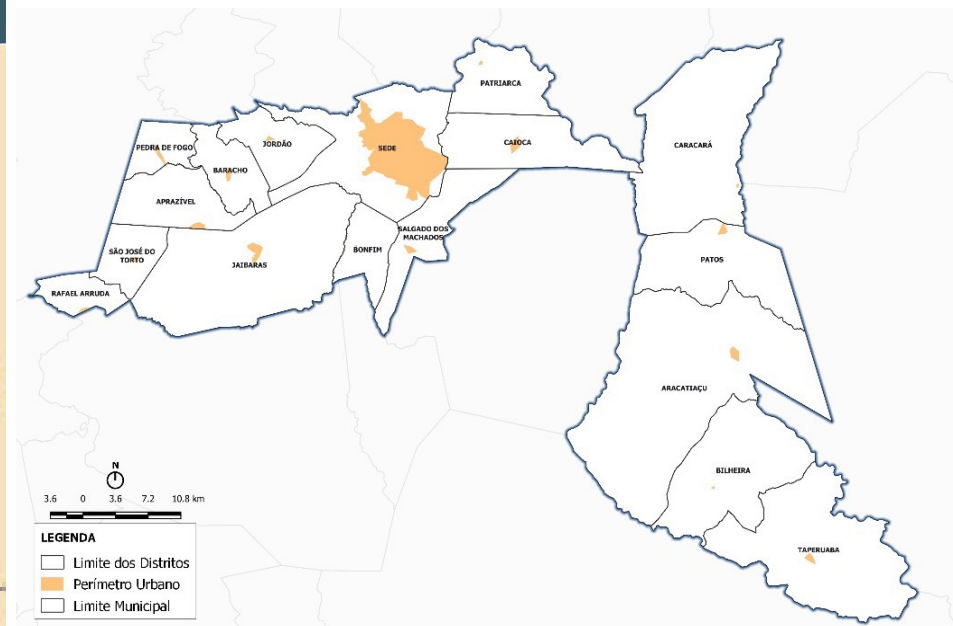 PATRIARCA
PEDRA DE FOGO
JORDÃO
SEDE
CAIOCA
CARACARÁ
BARACHO
APRAZÍVEL
SALGADO DOS
MACHADOS
BONFIM
SÃO JOSÉ DO
TORTO
JAIBARAS
PATOS
RAFAEL ARRUDA
ARACATIAÇU
BILHEIRA
TAPERUABA
N
3.6 0 3.6 7.2 10.8 km
LEGENDA
Limite dos Distritos
Perímetro Urbano
Limite Municipal